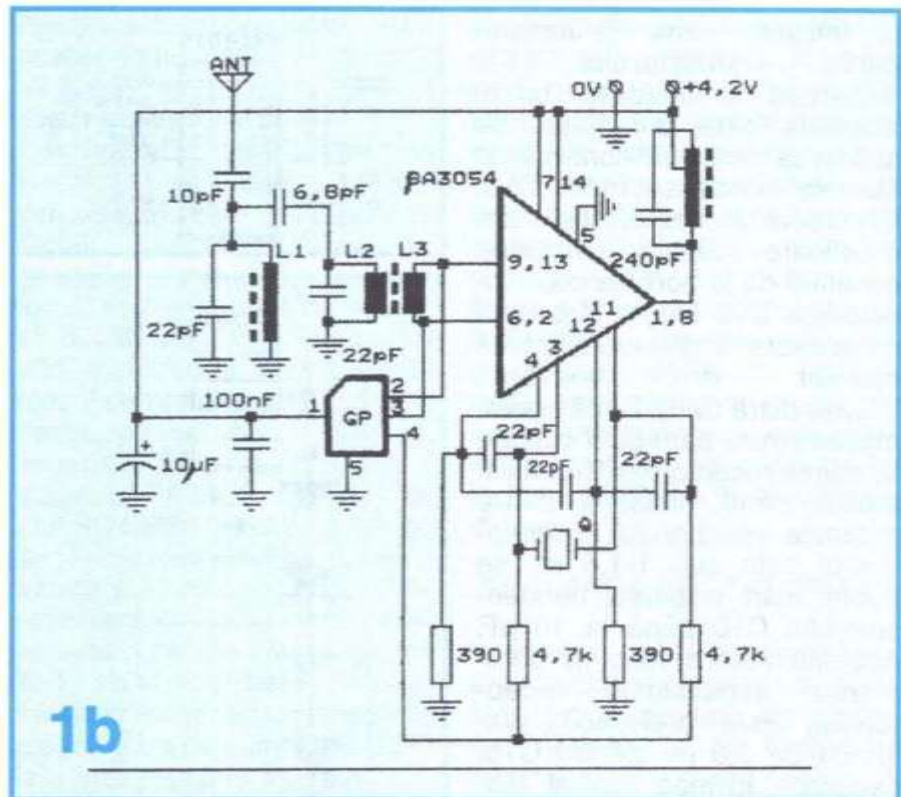 ANT
0V
+4,2V
βA3054
10pF
6,8pF
7
14
5
L1
L2
L3
9,13
240pF
22pF
6,2
11
1,8
12
22pF
4
3
100nF
2
1
GP
3
22pF
4
22pF
22pF
10μF
5
Q
390
4,7k
390
4,7k
1b